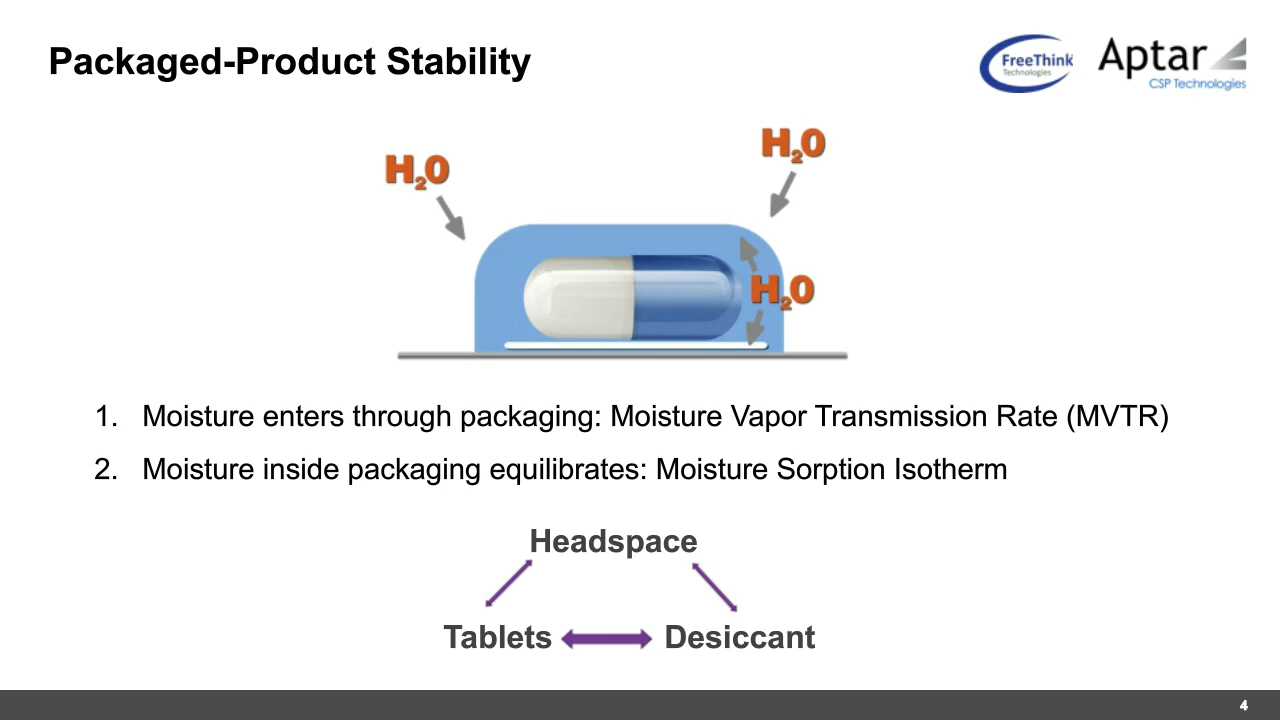 Packaged-Product Stability
FreeThink
Technologies
Aptar
CSP Technologies
H₂O
H₂O
H₂O
1. Moisture enters through packaging: Moisture Vapor Transmission Rate (MVTR)
2. Moisture inside packaging equilibrates: Moisture Sorption Isotherm
Headspace
Tablets Desiccant
4